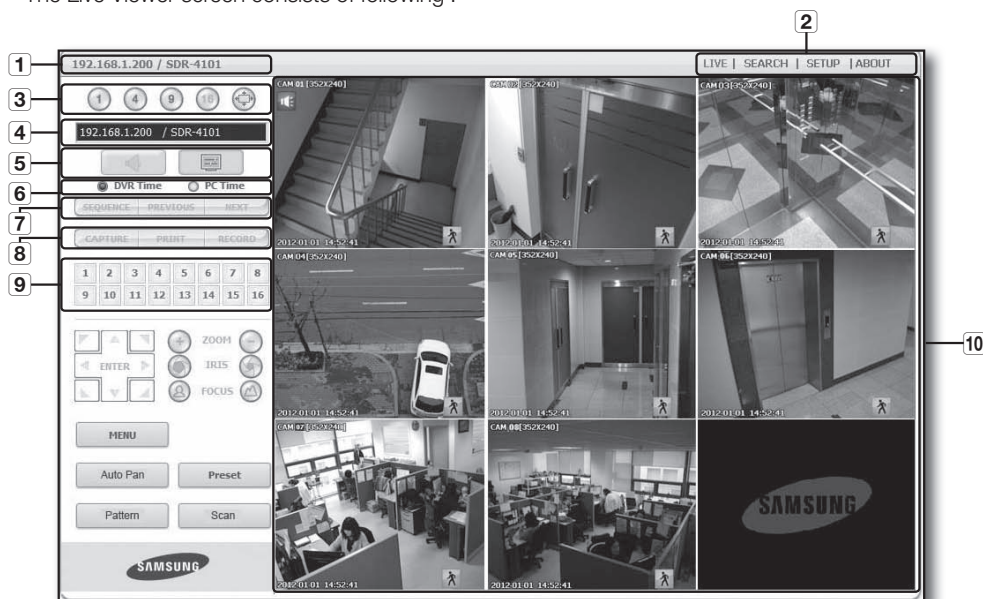 The Live Viewer screen consists of following :
2
1
192.168.1.200 / SDR-4101
LIVE | SEARCH | SETUP | ABOUT
3
1 4 9 16
4
192.168.1.200 / SDR-4101
5
6
DVR Time PC Time
7
SEQUENCE PREVIOUS NEXT
8
CAPTURE PRINT RECORD
9
1 2 3 4 5 6 7 8
9 10 11 12 13 14 15 16
ZOOM
ENTER
IRIS
FOCUS
MENU
Auto Pan Preset
Pattern Scan
SAMSUNG
CAM 01[352X240]
2012-01-01 14:52:41
CAM 02[352X240]
2012-01-01 14:52:41
CAM 03[352X240]
2012-01-01 14:52:41
CAM 04[352X240]
2012-01-01 14:52:41
CAM 05[352X240]
2012-01-01 14:52:41
CAM 06[352X240]
2012-01-01 14:52:41
CAM 07[352X240]
2012-01-01 14:52:41
CAM 08[352X240]
2012-01-01 14:52:41
SAMSUNG
10